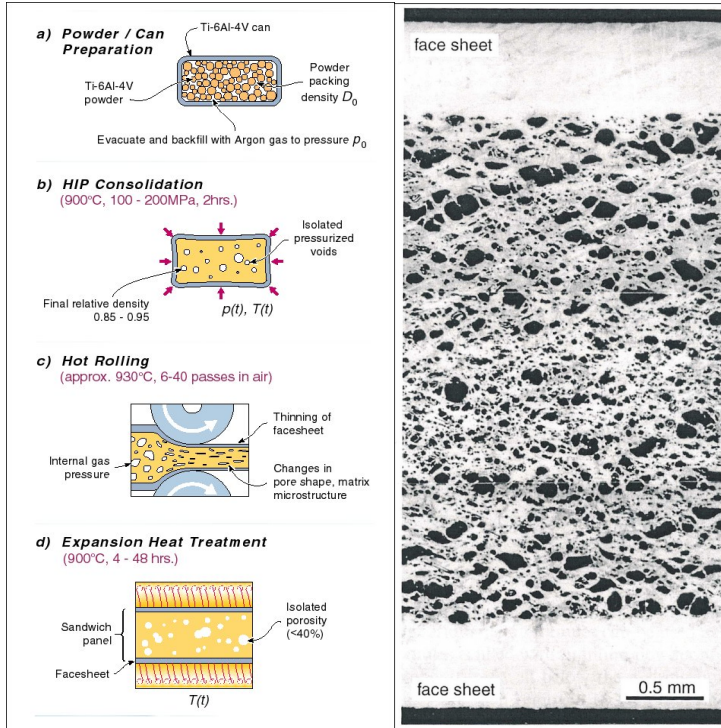 a) Powder / Can
Preparation
Ti-6Al-4V can
Ti-6Al-4V
powder
Powder
packing
density D0
Evacuate and backfill with Argon gas to pressure p0
b) HIP Consolidation
(900°C, 100 - 200MPa, 2hrs.)
Isolated
pressurized
voids
Final relative density
0.85 - 0.95
p(t), T(t)
c) Hot Rolling
(approx. 930°C, 6-40 passes in air)
Thinning of
facesheet
Internal gas
pressure
Changes in
pore shape, matrix
microstructure
d) Expansion Heat Treatment
(900°C, 4 - 48 hrs.)
Sandwich
panel
Isolated
porosity
(<40%)
Facesheet
T(t)
face sheet
face sheet
0.5 mm